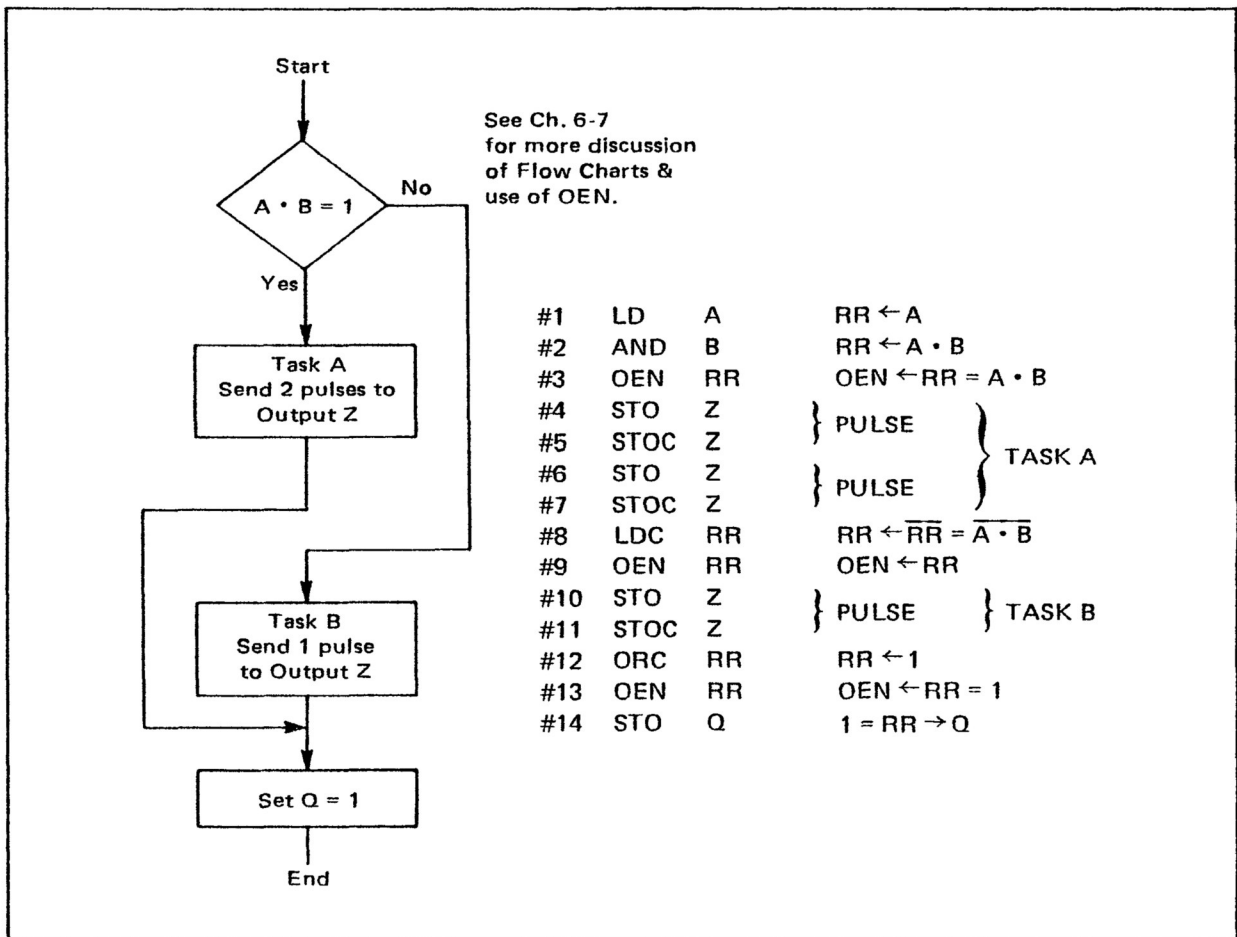 Start
A • B = 1
No
Yes
Task A
Send 2 pulses to
Output Z
Task B
Send 1 pulse
to Output Z
Set Q = 1
End
See Ch. 6-7
for more discussion
of Flow Charts &
use of OEN.
#1 LD A RR ← A
#2 AND B RR ← A • B
#3 OEN RR OEN ← RR = A • B
#4 STO Z
} PULSE
#5 STOC Z
} TASK A
#6 STO Z
} PULSE
#7 STOC Z
#8 LDC RR RR ← R̅R̅ = A̅ ̅•̅ ̅B̅
#9 OEN RR OEN ← RR
#10 STO Z
} PULSE } TASK B
#11 STOC Z
#12 ORC RR RR ← 1
#13 OEN RR OEN ← RR = 1
#14 STO Q 1 = RR → Q